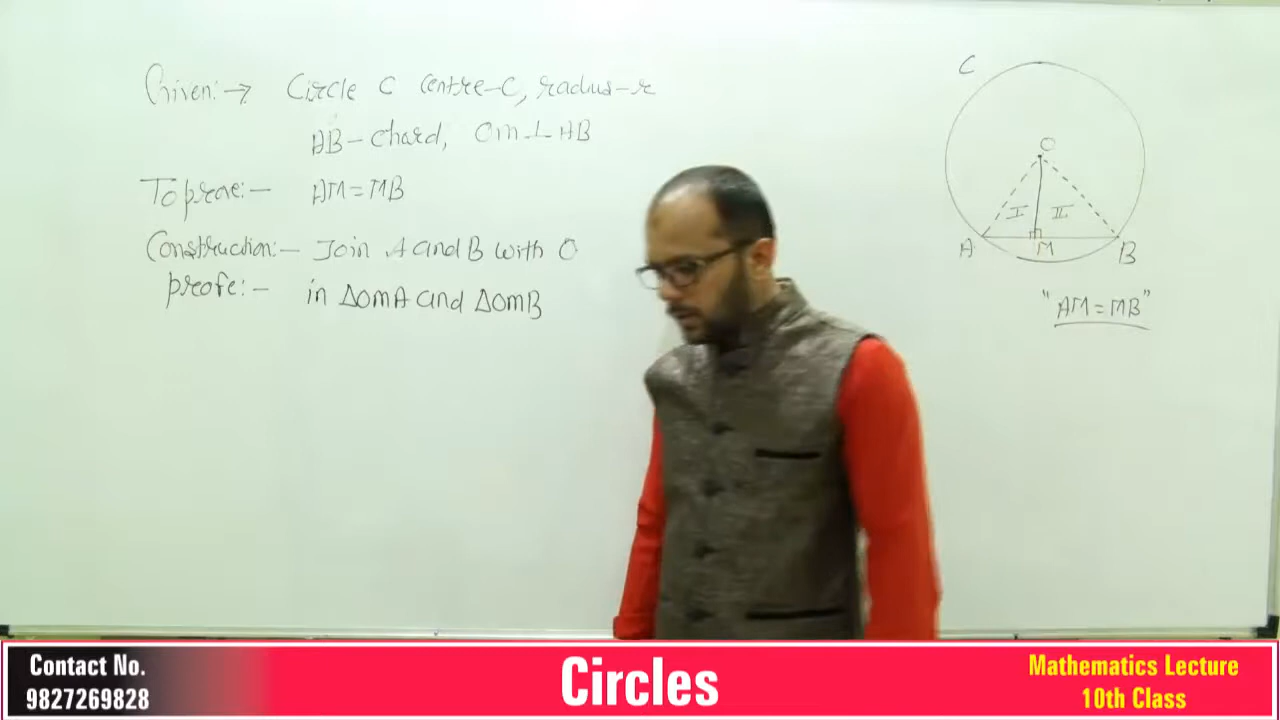 Given:→ Circle C centre-C, radius-r
AB-chord, OM⊥AB
To prove:- AM=MB
Construction:- Join A and B with O
profe:- in ΔOMA and ΔOMB
C
O
I II
A M B
"AM=MB"
Contact No.
9827269828
Circles
Mathematics Lecture
10th Class